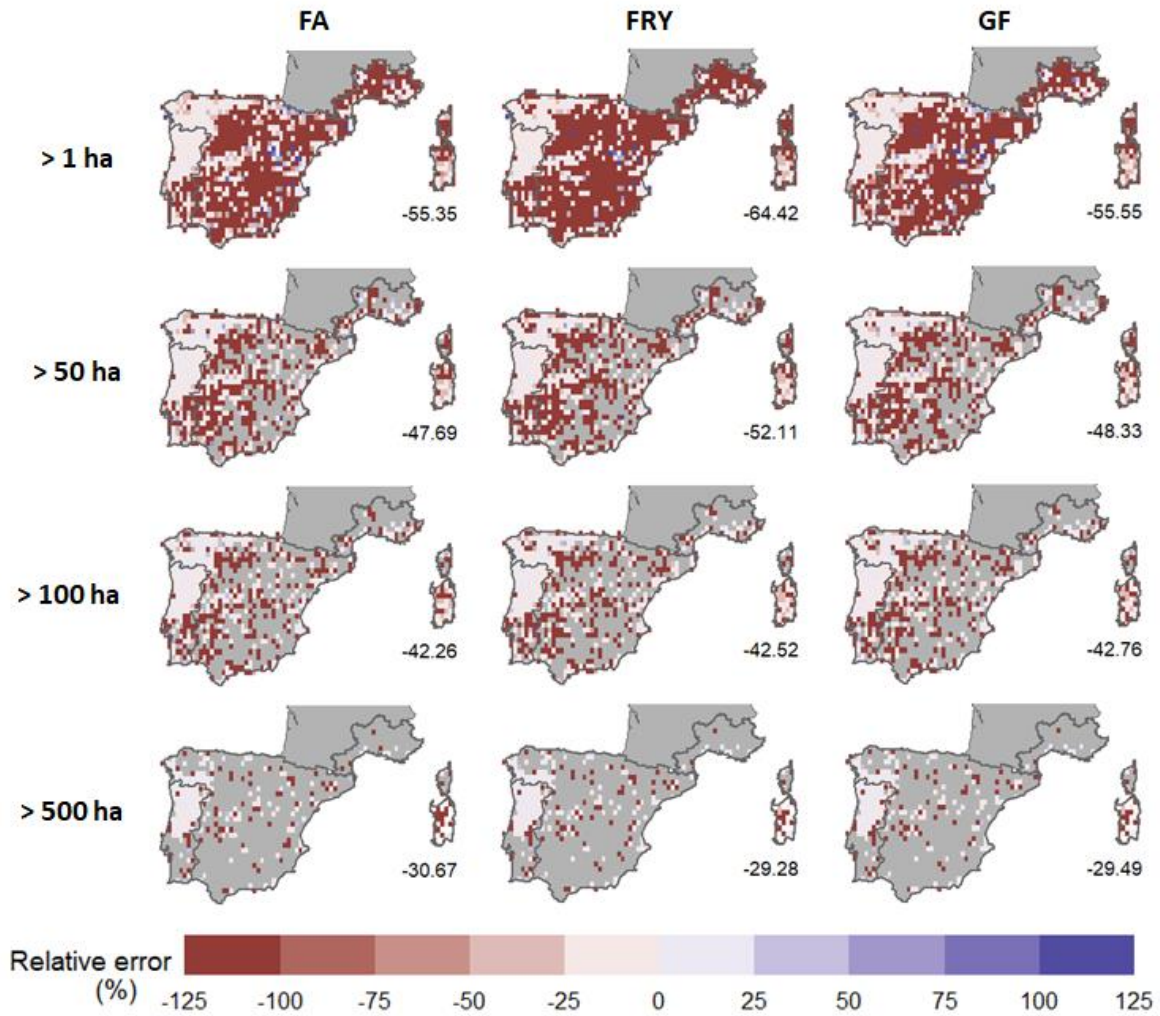 FA FRY GF
> 1 ha
-55.35 -64.42 -55.55
> 50 ha
-47.69 -52.11 -48.33
> 100 ha
-42.26 -42.52 -42.76
> 500 ha
-30.67 -29.28 -29.49
Relative error
(%)
-125 -100 -75 -50 -25 0 25 50 75 100 125